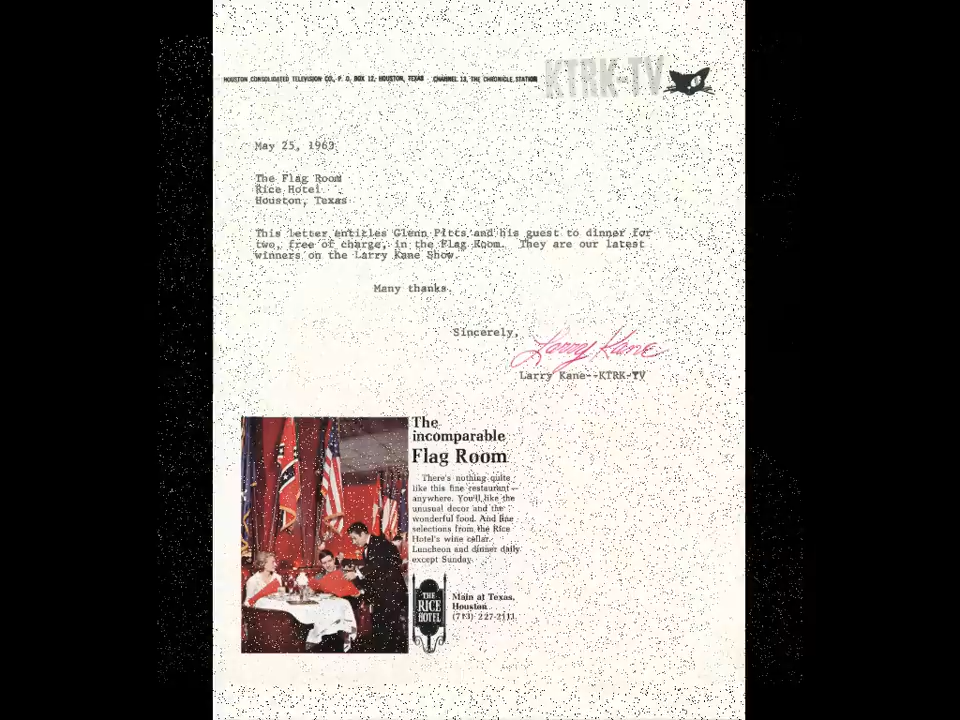 HOUSTON CONSOLIDATED TELEVISION CO., P. O. BOX 12, HOUSTON, TEXAS CHANNEL 13, THE CHRONICLE STATION
KTRK-TV
May 25, 1969
The Flag Room
Rice Hotel
Houston, Texas
This letter entitles Glenn Pitts and his guest to dinner for
two, free of charge, in the Flag Room. They are our latest
winners on the Larry Kane Show.
Many thanks.
Sincerely,
Larry Kane
Larry Kane--KTRK-TV
The
incomparable
Flag Room
There's nothing quite
like this fine restaurant—
anywhere. You'll like the
unusual decor and the
wonderful food. And fine
selections from the Rice
Hotel's wine cellar.
Luncheon and dinner daily
except Sunday.
THE
RICE
HOTEL
Main at Texas,
Houston
(713) 227-2111